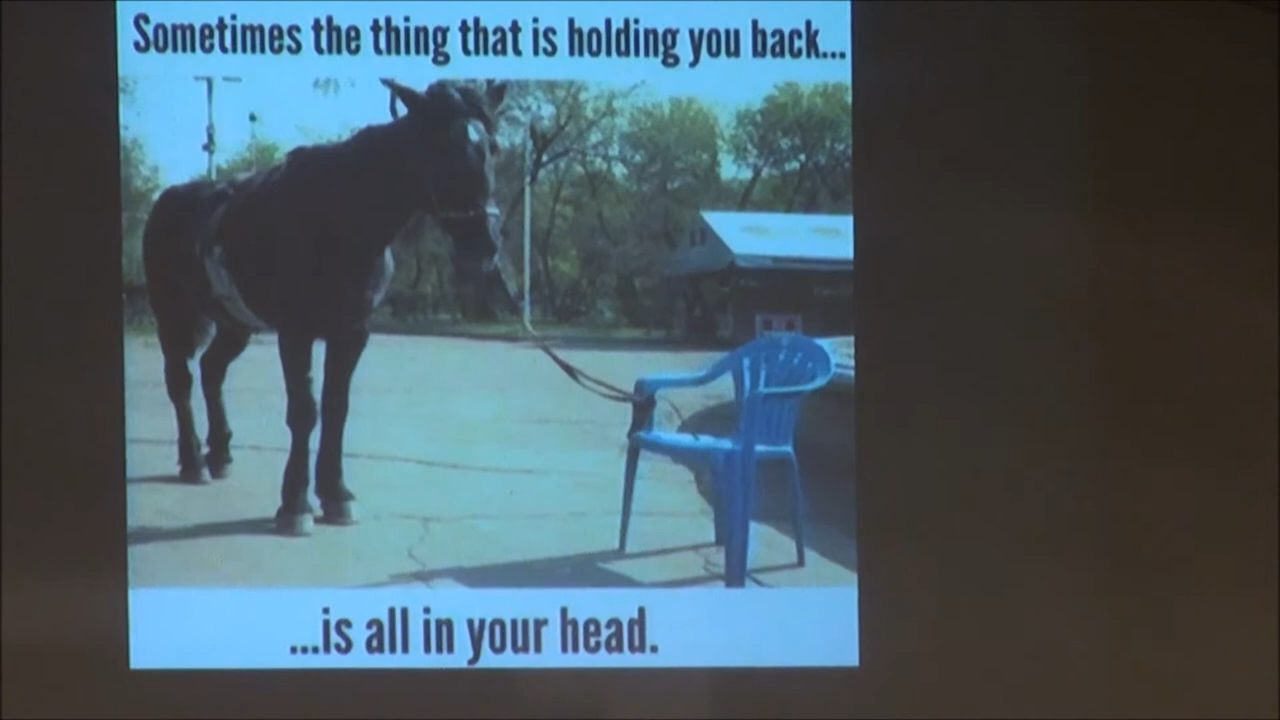 Sometimes the thing that is holding you back...
...is all in your head.